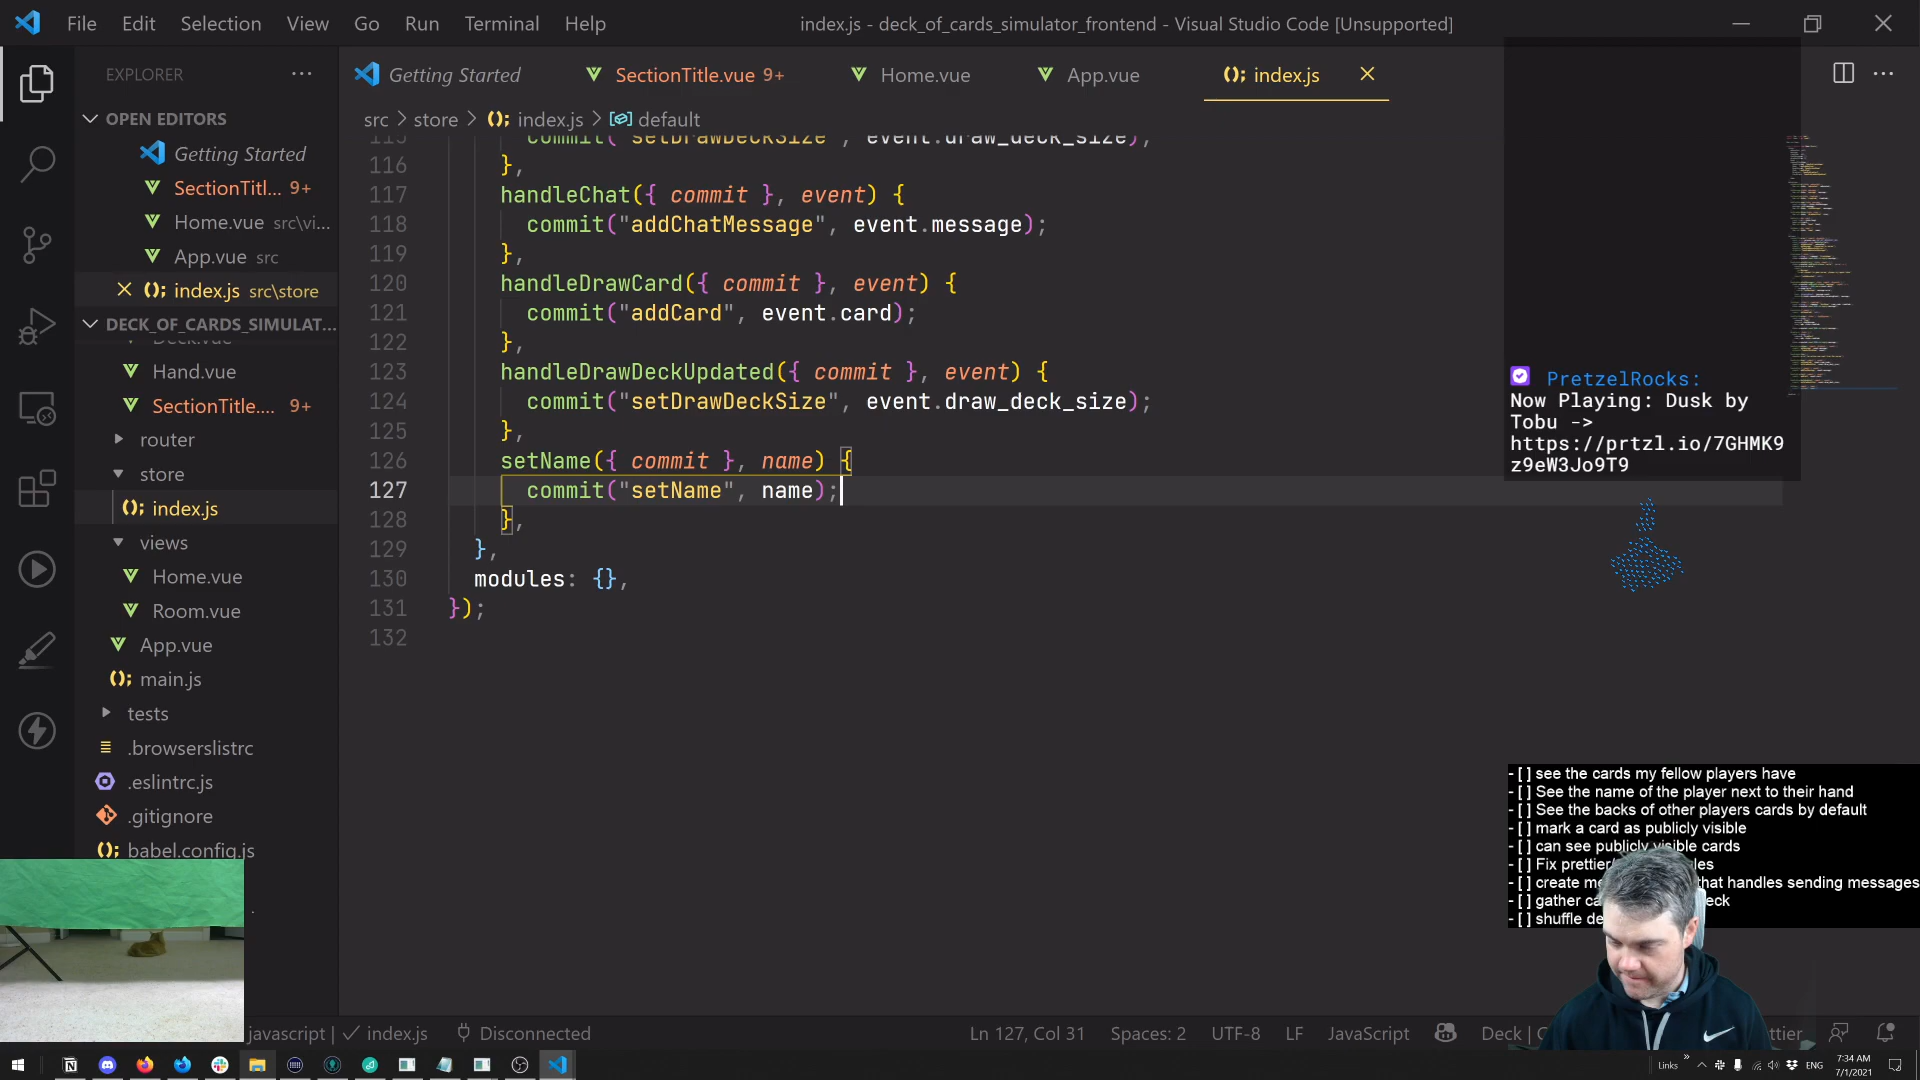 File Edit Selection View Go Run Terminal Help
index.js - deck_of_cards_simulator_frontend - Visual Studio Code [Unsupported]
EXPLORER
Getting Started
SectionTitle.vue 9+
Home.vue
App.vue
index.js
OPEN EDITORS
Getting Started
SectionTitl... 9+
Home.vue src\vi...
App.vue src
index.js src\store
DECK_OF_CARDS_SIMULAT...
Deck.vue
Hand.vue
SectionTitle.... 9+
router
store
index.js
views
Home.vue
Room.vue
App.vue
main.js
tests
.browserslistrc
.eslintrc.js
.gitignore
babel.config.js
src > store > index.js > default
115 commit("setDrawDeckSize", event.draw_deck_size);
116 },
117 handleChat({ commit }, event) {
118 commit("addChatMessage", event.message);
119 },
120 handleDrawCard({ commit }, event) {
121 commit("addCard", event.card);
122 },
123 handleDrawDeckUpdated({ commit }, event) {
124 commit("setDrawDeckSize", event.draw_deck_size);
125 },
126 setName({ commit }, name) {
127 commit("setName", name);
128 },
129 },
130 modules: {},
131 });
132
PretzelRocks:
Now Playing: Dusk by
Tobu ->
https://prtzl.io/7GHMK9
z9eW3Jo9T9
- [ ] see the cards my fellow players have
- [ ] See the name of the player next to their hand
- [ ] See the backs of other players cards by default
- [ ] mark a card as publicly visible
- [ ] can see publicly visible cards
- [ ] Fix prettier/
- [ ] create that handles sending messages
- [ ] gather
- [ ] shuffle
javascript | index.js Disconnected
Ln 127, Col 31 Spaces: 2 UTF-8 LF JavaScript Deck |
Links ENG 7:34 AM
7/1/2021